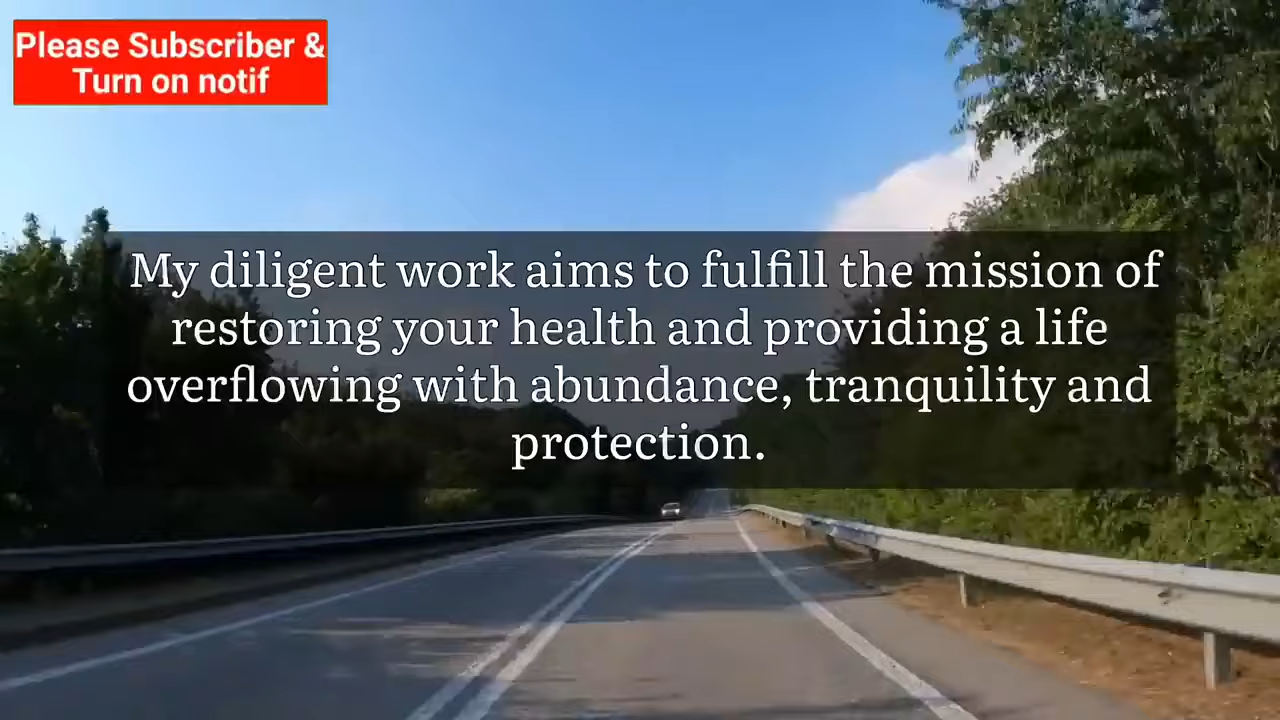 Please Subscriber &
Turn on notif
My diligent work aims to fulfill the mission of
restoring your health and providing a life
overflowing with abundance, tranquility and
protection.